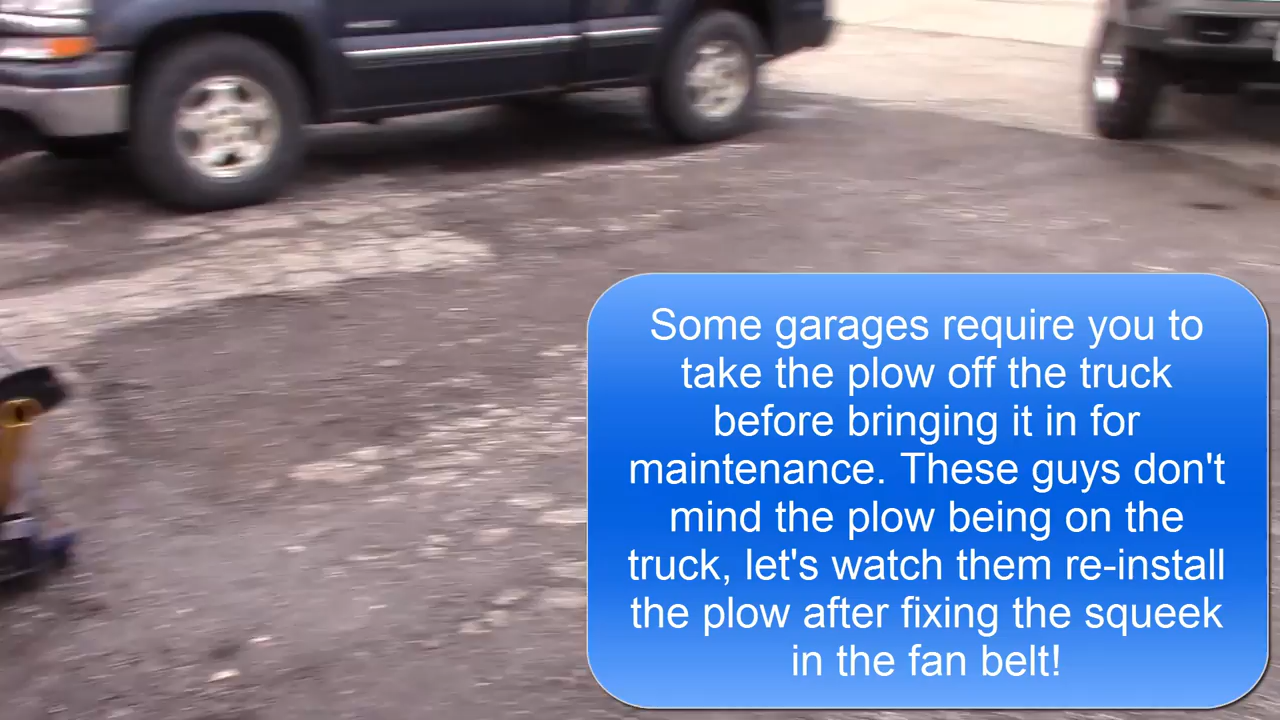 Some garages require you to
take the plow off the truck
before bringing it in for
maintenance. These guys don't
mind the plow being on the
truck, let's watch them re-install
the plow after fixing the squeek
in the fan belt!